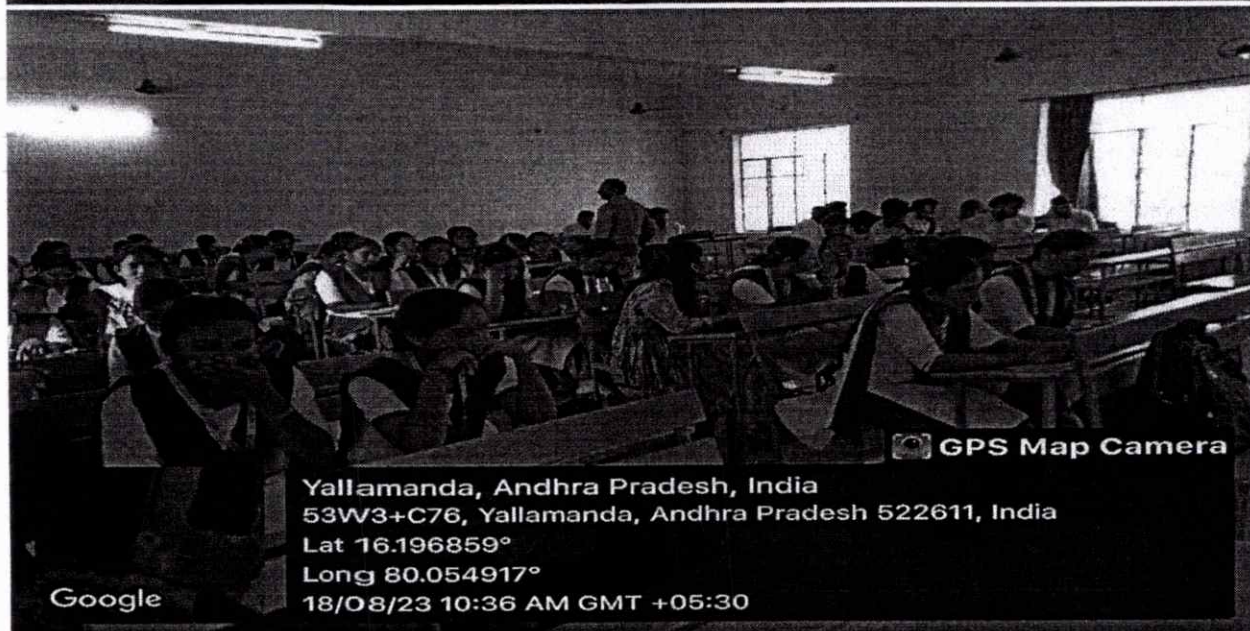 GPS Map Camera
Yallamanda, Andhra Pradesh, India
53W3+C76, Yallamanda, Andhra Pradesh 522611, India
Lat 16.196859°
Long 80.054917°
18/08/23 10:36 AM GMT +05:30
Google